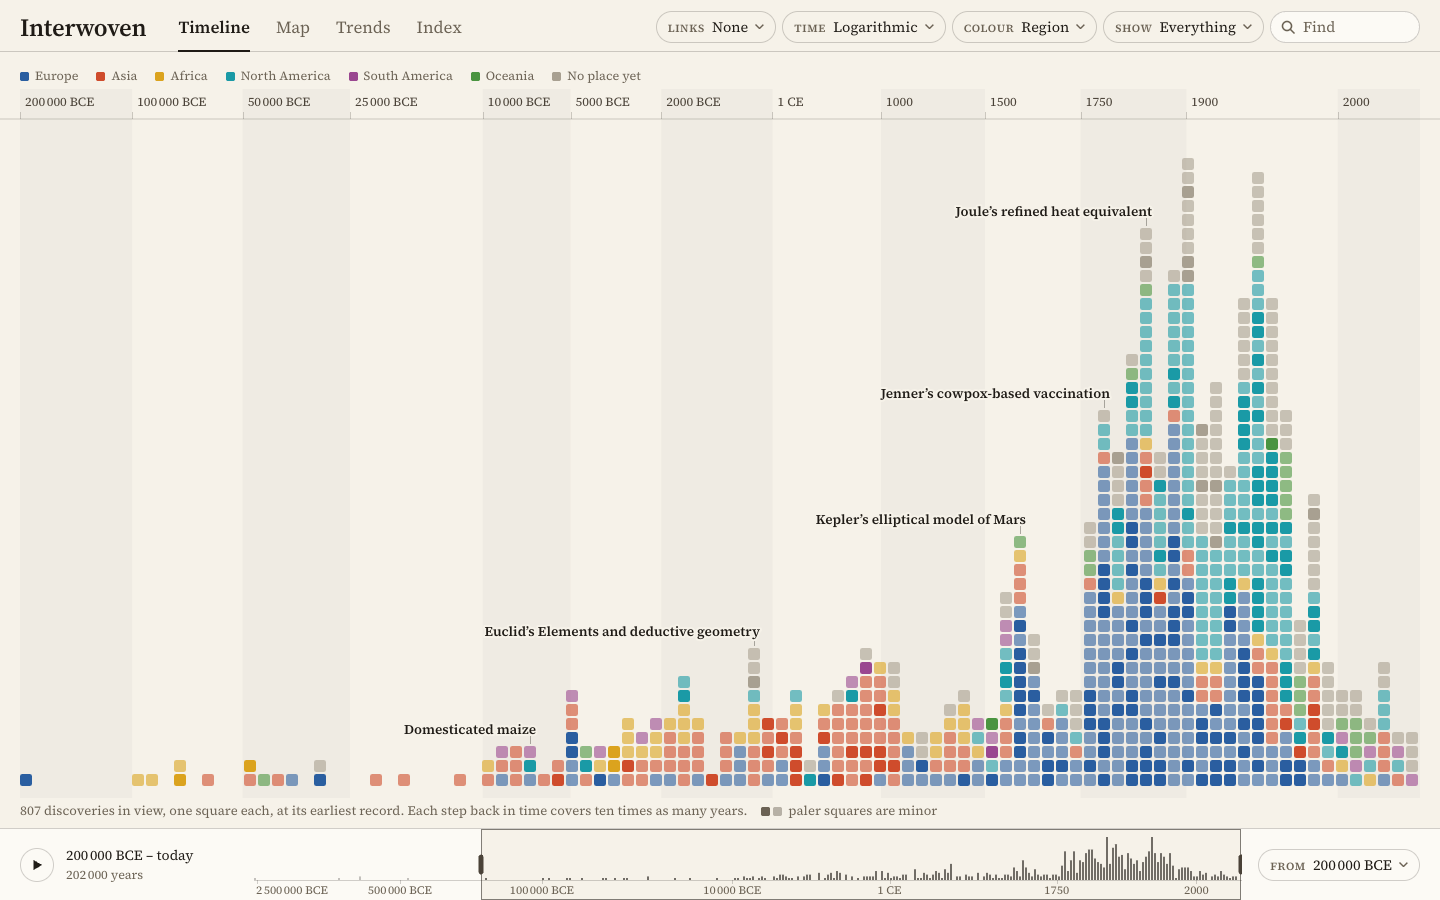 Interwoven Timeline Map Trends Index LINKS None TIME Logarithmic COLOUR Region SHOW Everything Find
Europe Asia Africa North America South America Oceania No place yet
200 000 BCE 100 000 BCE 50 000 BCE 25 000 BCE 10 000 BCE 5000 BCE 2000 BCE 1 CE 1000 1500 1750 1900 2000
Joule’s refined heat equivalent
Jenner’s cowpox-based vaccination
Kepler’s elliptical model of Mars
Euclid’s Elements and deductive geometry
Domesticated maize
807 discoveries in view, one square each, at its earliest record. Each step back in time covers ten times as many years. paler squares are minor
200 000 BCE – today
202 000 years
FROM 200 000 BCE
2 500 000 BCE 500 000 BCE 100 000 BCE 10 000 BCE 1 CE 1750 2000